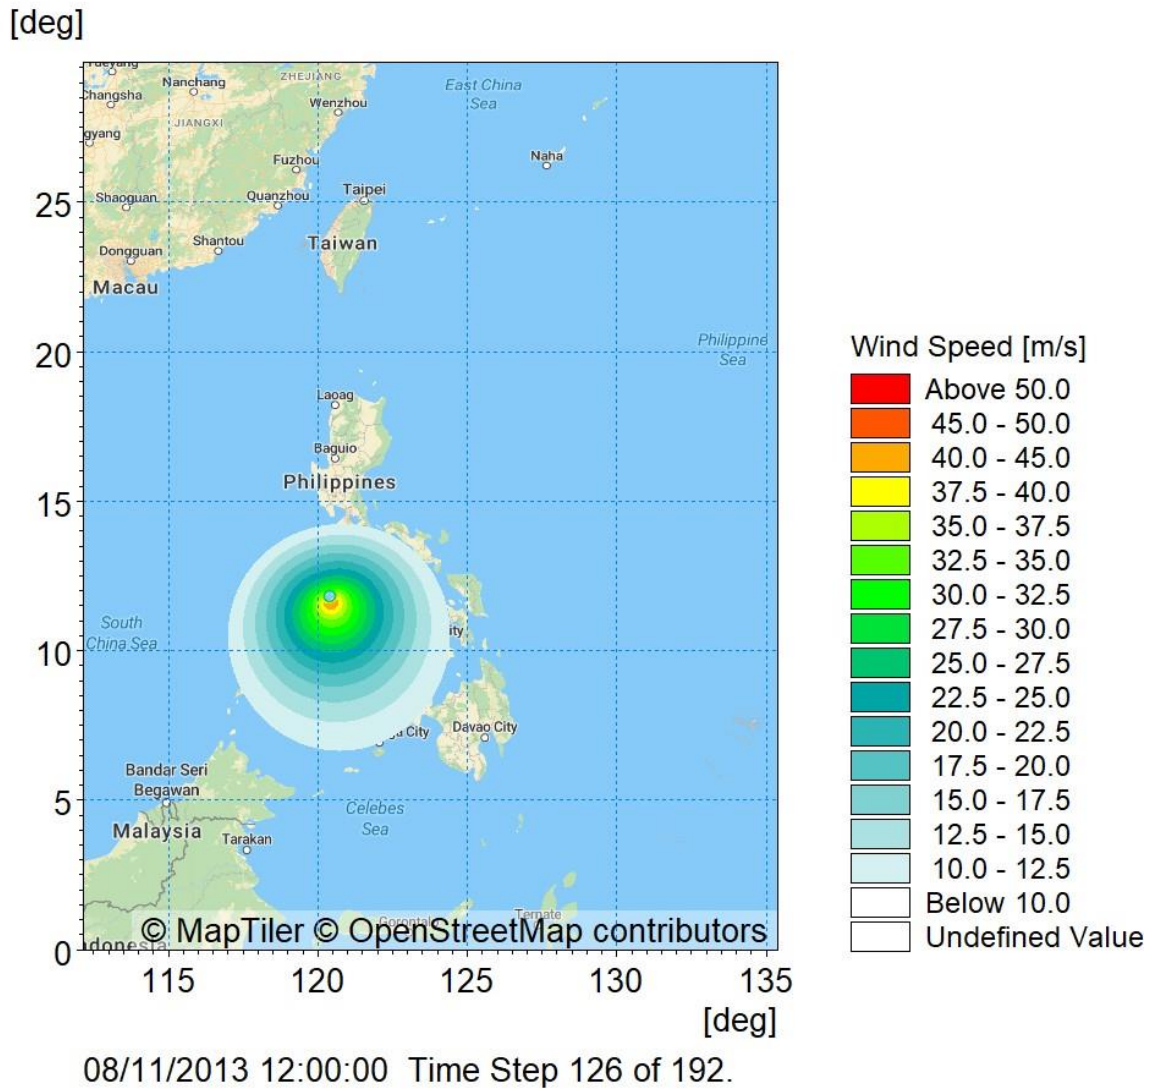 [deg]
ZHEJIANG
Nanchang
Changsha
Wenzhou
East China
Sea
JIANGXI
gyang
Fuzhou
Naha
Shaoguan
Quanzhou
Taipei
25
Shantou
Taiwan
Dongguan
Macau
Philippine
Sea
20
Laoag
Baguio
Philippines
15
South
China Sea
ity
10
Davao City
City
Bandar Seri
Begawan
5
Malaysia
Celebes
Sea
Tarakan
Gorontal
Ternate
© MapTiler © OpenStreetMap contributors
ndonesia
0
115
120
125
130
135
[deg]
Wind Speed [m/s]
Above 50.0
45.0 - 50.0
40.0 - 45.0
37.5 - 40.0
35.0 - 37.5
32.5 - 35.0
30.0 - 32.5
27.5 - 30.0
25.0 - 27.5
22.5 - 25.0
20.0 - 22.5
17.5 - 20.0
15.0 - 17.5
12.5 - 15.0
10.0 - 12.5
Below 10.0
Undefined Value
08/11/2013 12:00:00 Time Step 126 of 192.